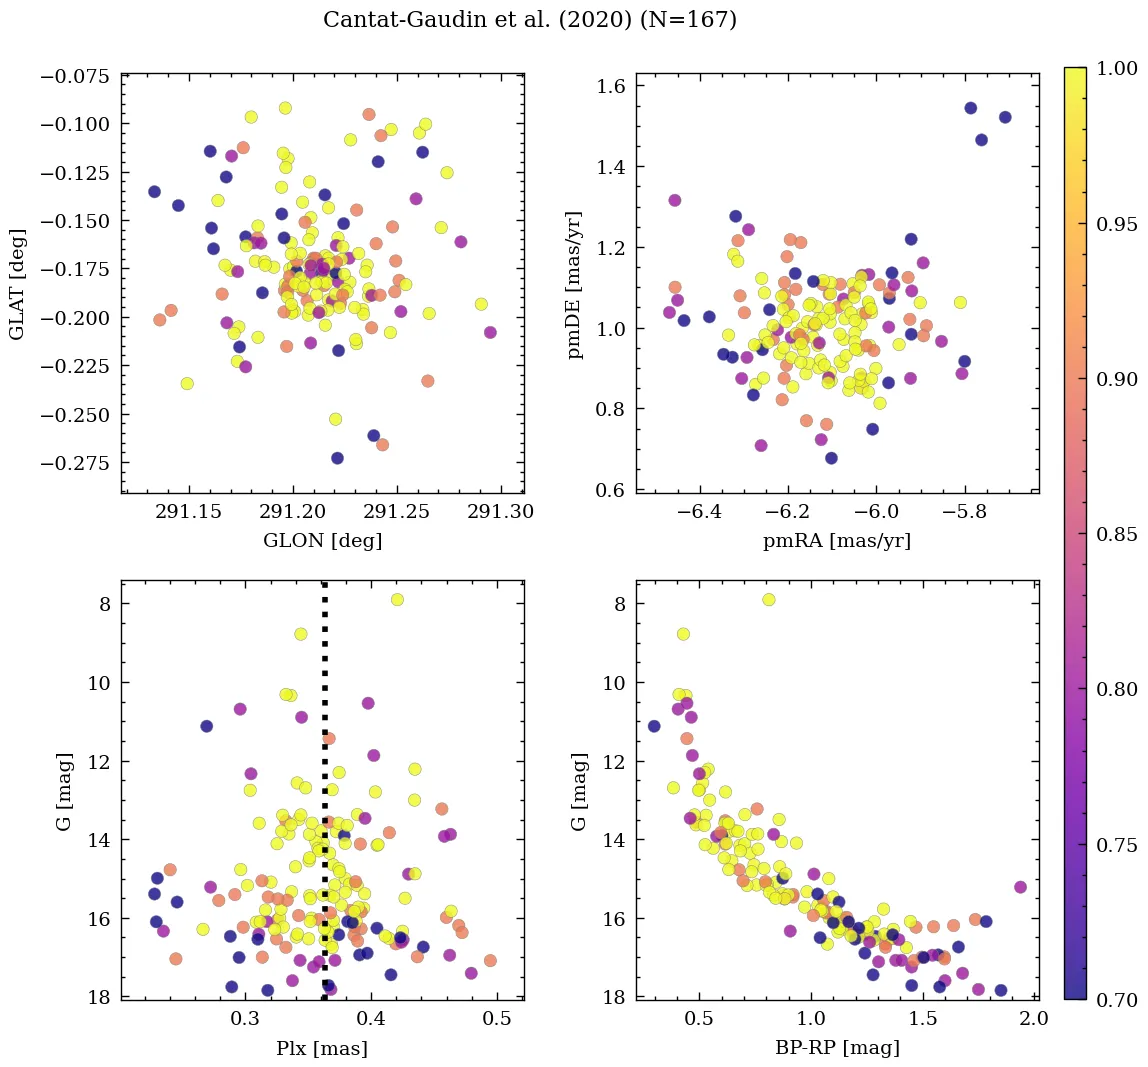 Cantat-Gaudin et al. (2020) (N=167)
−0.075
−0.100
−0.125
−0.150
−0.175
−0.200
−0.225
−0.250
−0.275
GLAT [deg]
291.15 291.20 291.25 291.30
GLON [deg]
1.6
1.4
1.2
1.0
0.8
0.6
pmDE [mas/yr]
−6.4 −6.2 −6.0 −5.8
pmRA [mas/yr]
8
10
12
14
16
18
G [mag]
0.3 0.4 0.5
Plx [mas]
8
10
12
14
16
18
G [mag]
0.5 1.0 1.5 2.0
BP-RP [mag]
1.00
0.95
0.90
0.85
0.80
0.75
0.70